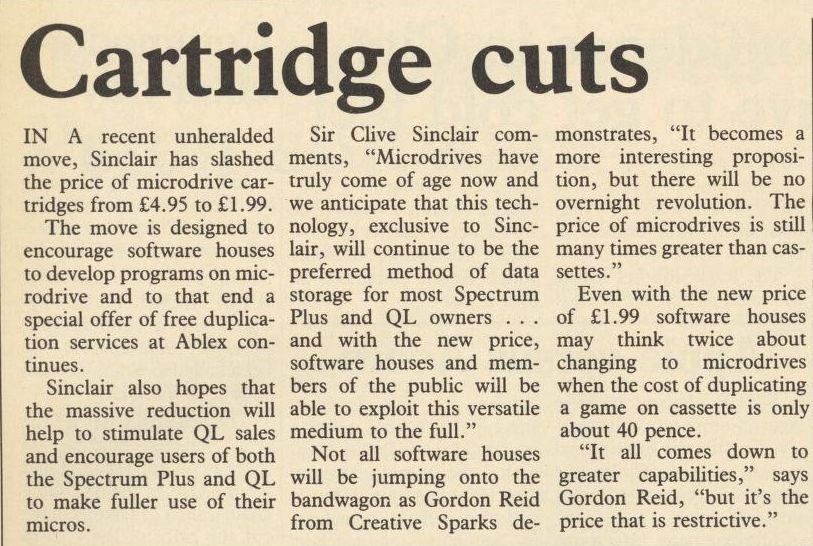 Cartridge cuts
IN A recent unheralded
move, Sinclair has slashed
the price of microdrive car-
tridges from £4.95 to £1.99.
The move is designed to
encourage software houses
to develop programs on mic-
rodrive and to that end a
special offer of free duplica-
tion services at Ablex con-
tinues.
Sinclair also hopes that
the massive reduction will
help to stimulate QL sales
and encourage users of both
the Spectrum Plus and QL
to make fuller use of their
micros.
Sir Clive Sinclair com-
ments, “Microdrives have
truly come of age now and
we anticipate that this tech-
nology, exclusive to Sinc-
lair, will continue to be the
preferred method of data
storage for most Spectrum
Plus and QL owners . . .
and with the new price,
software houses and mem-
bers of the public will be
able to exploit this versatile
medium to the full.”
Not all software houses
will be jumping onto the
bandwagon as Gordon Reid
from Creative Sparks de-
monstrates, “It becomes a
more interesting proposi-
tion, but there will be no
overnight revolution. The
price of microdrives is still
many times greater than cas-
settes.”
Even with the new price
of £1.99 software houses
may think twice about
changing to microdrives
when the cost of duplicating
a game on cassette is only
about 40 pence.
“It all comes down to
greater capabilities,” says
Gordon Reid, “but it’s the
price that is restrictive.”